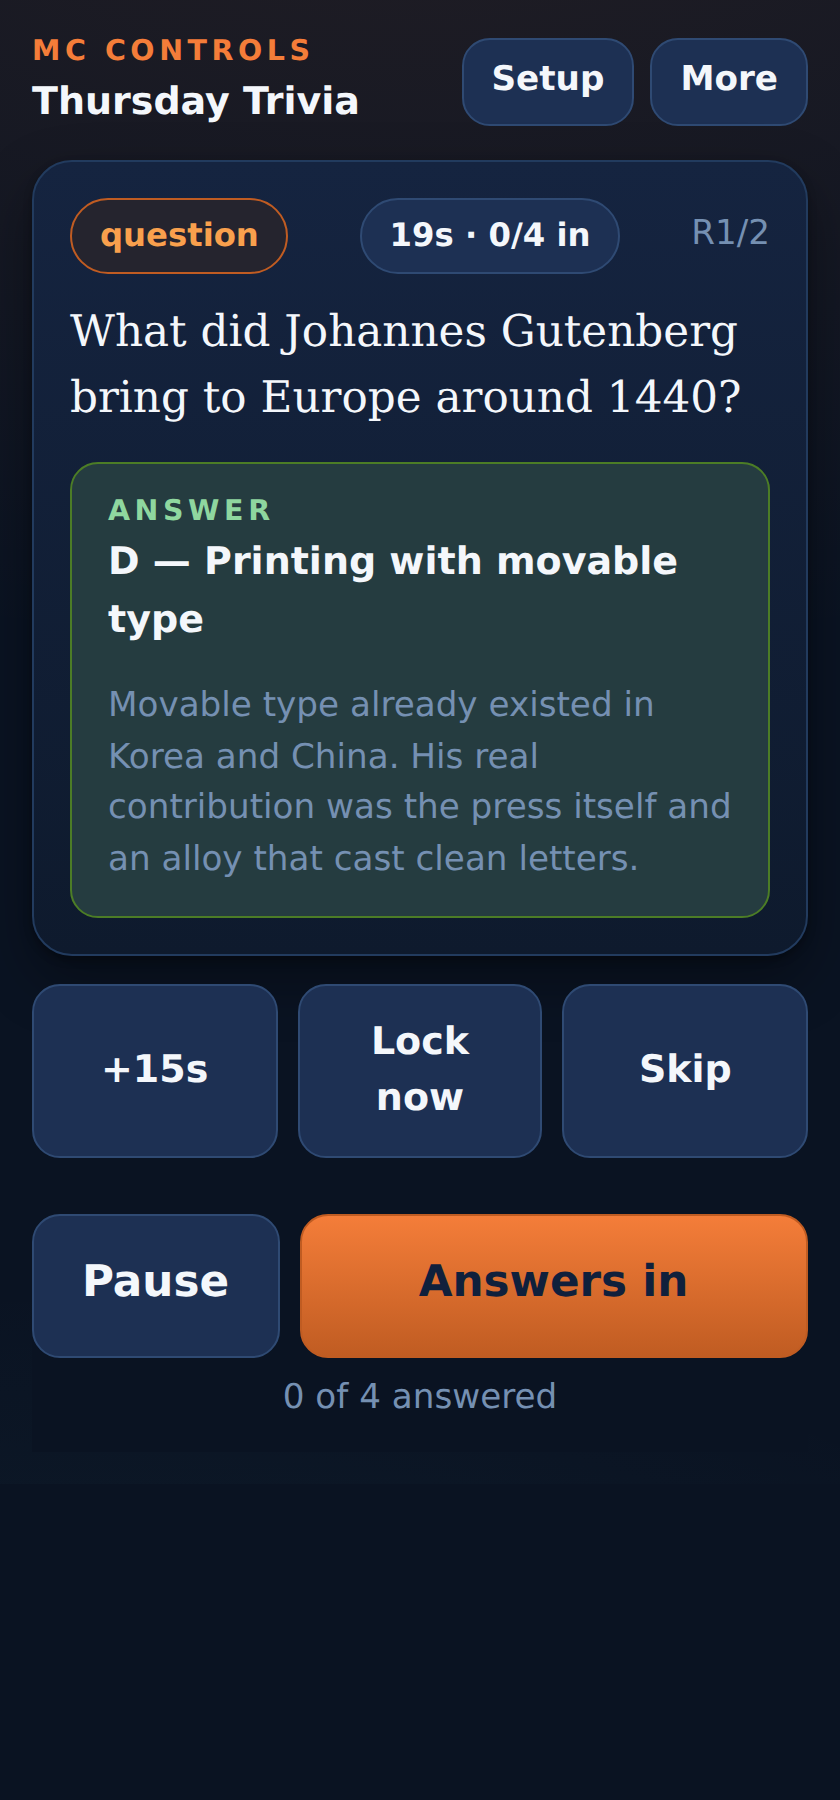 MC CONTROLS
Thursday Trivia
Setup
More
question
19s · 0/4 in
R1/2
What did Johannes Gutenberg
bring to Europe around 1440?
ANSWER
D — Printing with movable
type
Movable type already existed in
Korea and China. His real
contribution was the press itself and
an alloy that cast clean letters.
+15s
Lock
now
Skip
Pause
Answers in
0 of 4 answered